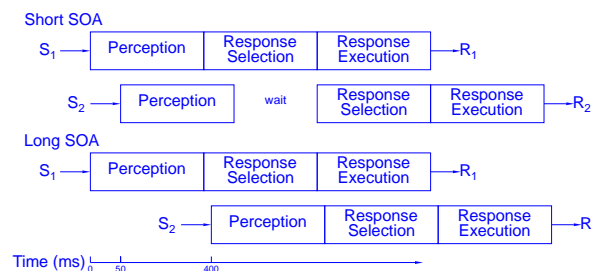 Short SOA
S1 Perception Response Selection Response Execution R1
S2 Perception wait Response Selection Response Execution R2
Long SOA
S1 Perception Response Selection Response Execution R1
S2 Perception Response Selection Response Execution R
Time (ms) 0 50 400